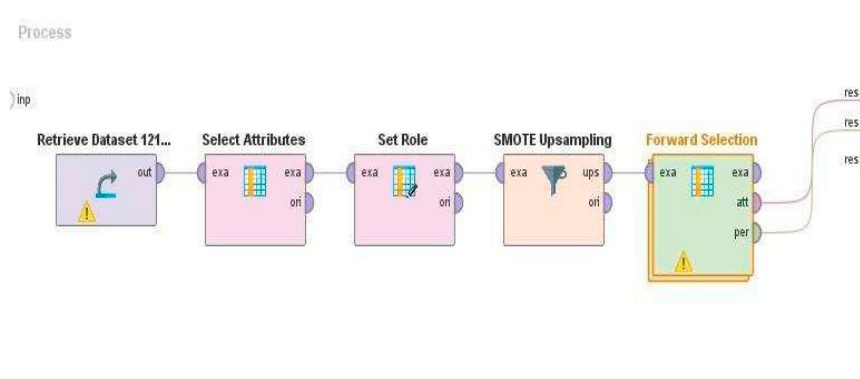 Process
inp
res
res
res
Retrieve Dataset 121...
out
Select Attributes
exa
exa
ori
Set Role
exa
exa
ori
SMOTE Upsampling
exa
ups
ori
Forward Selection
exa
exa
att
per